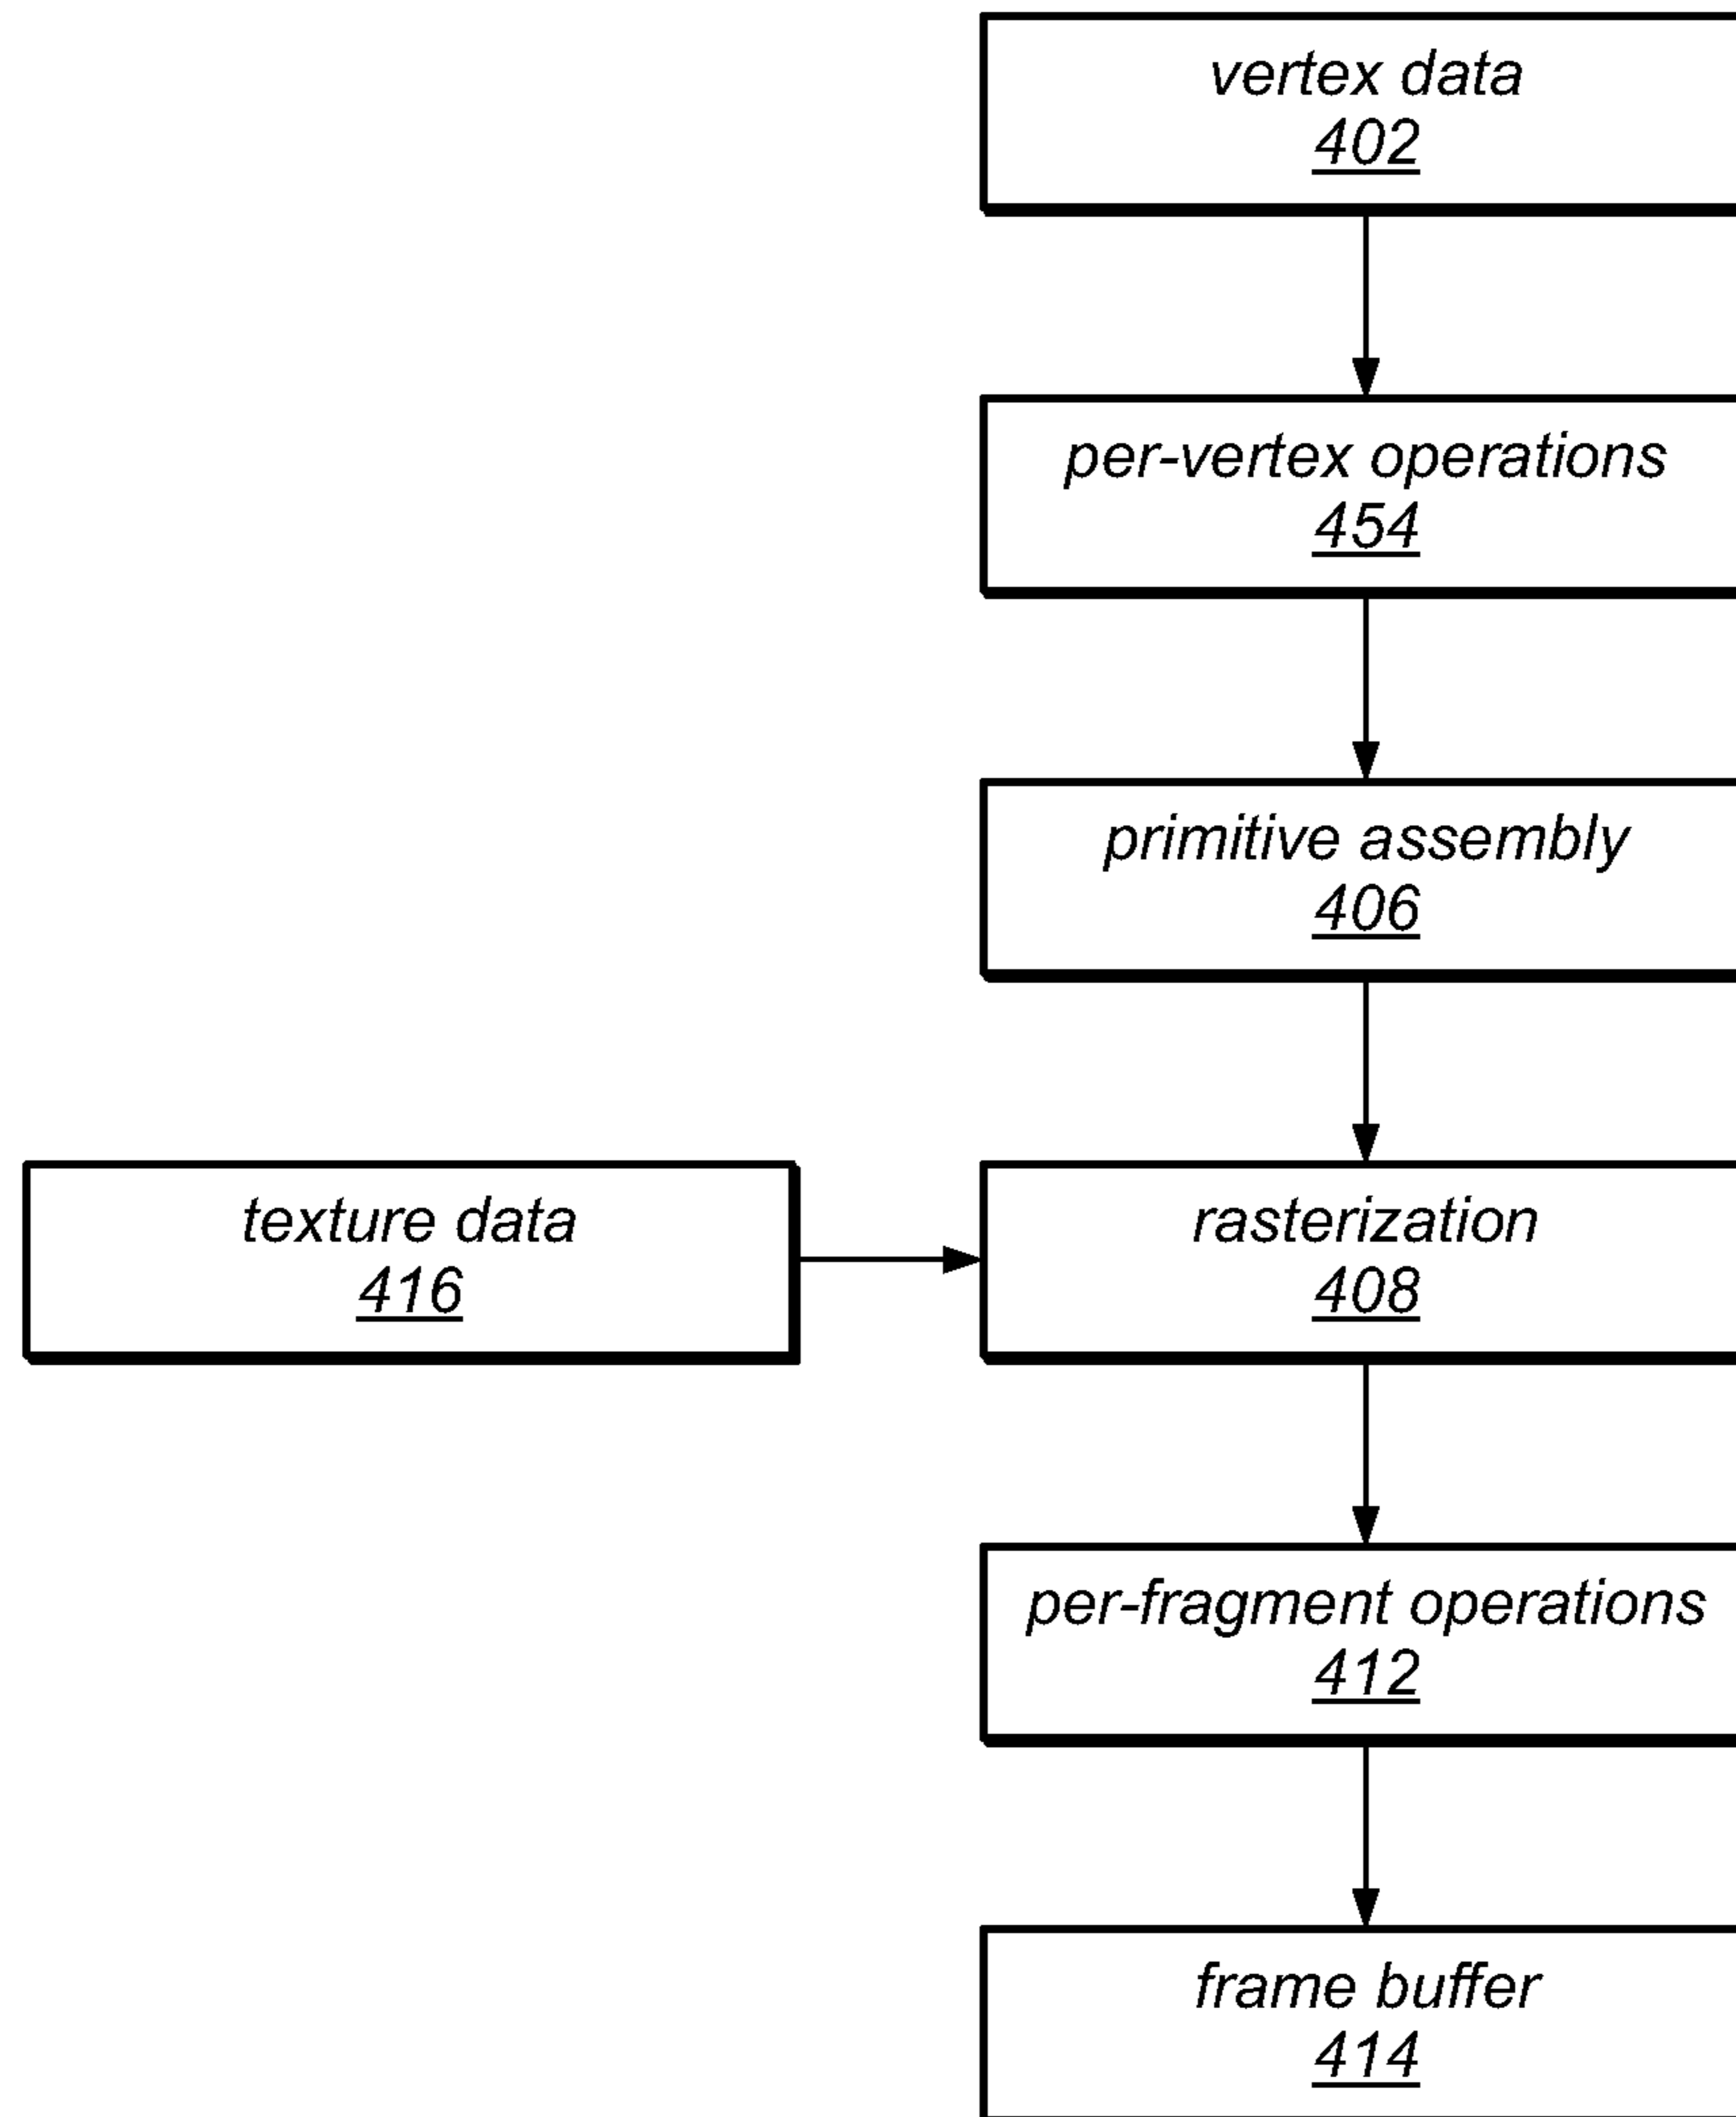 vertex data
402
per-vertex operations
454
primitive assembly
406
texture data
416
rasterization
408
per-fragment operations
412
frame buffer
414